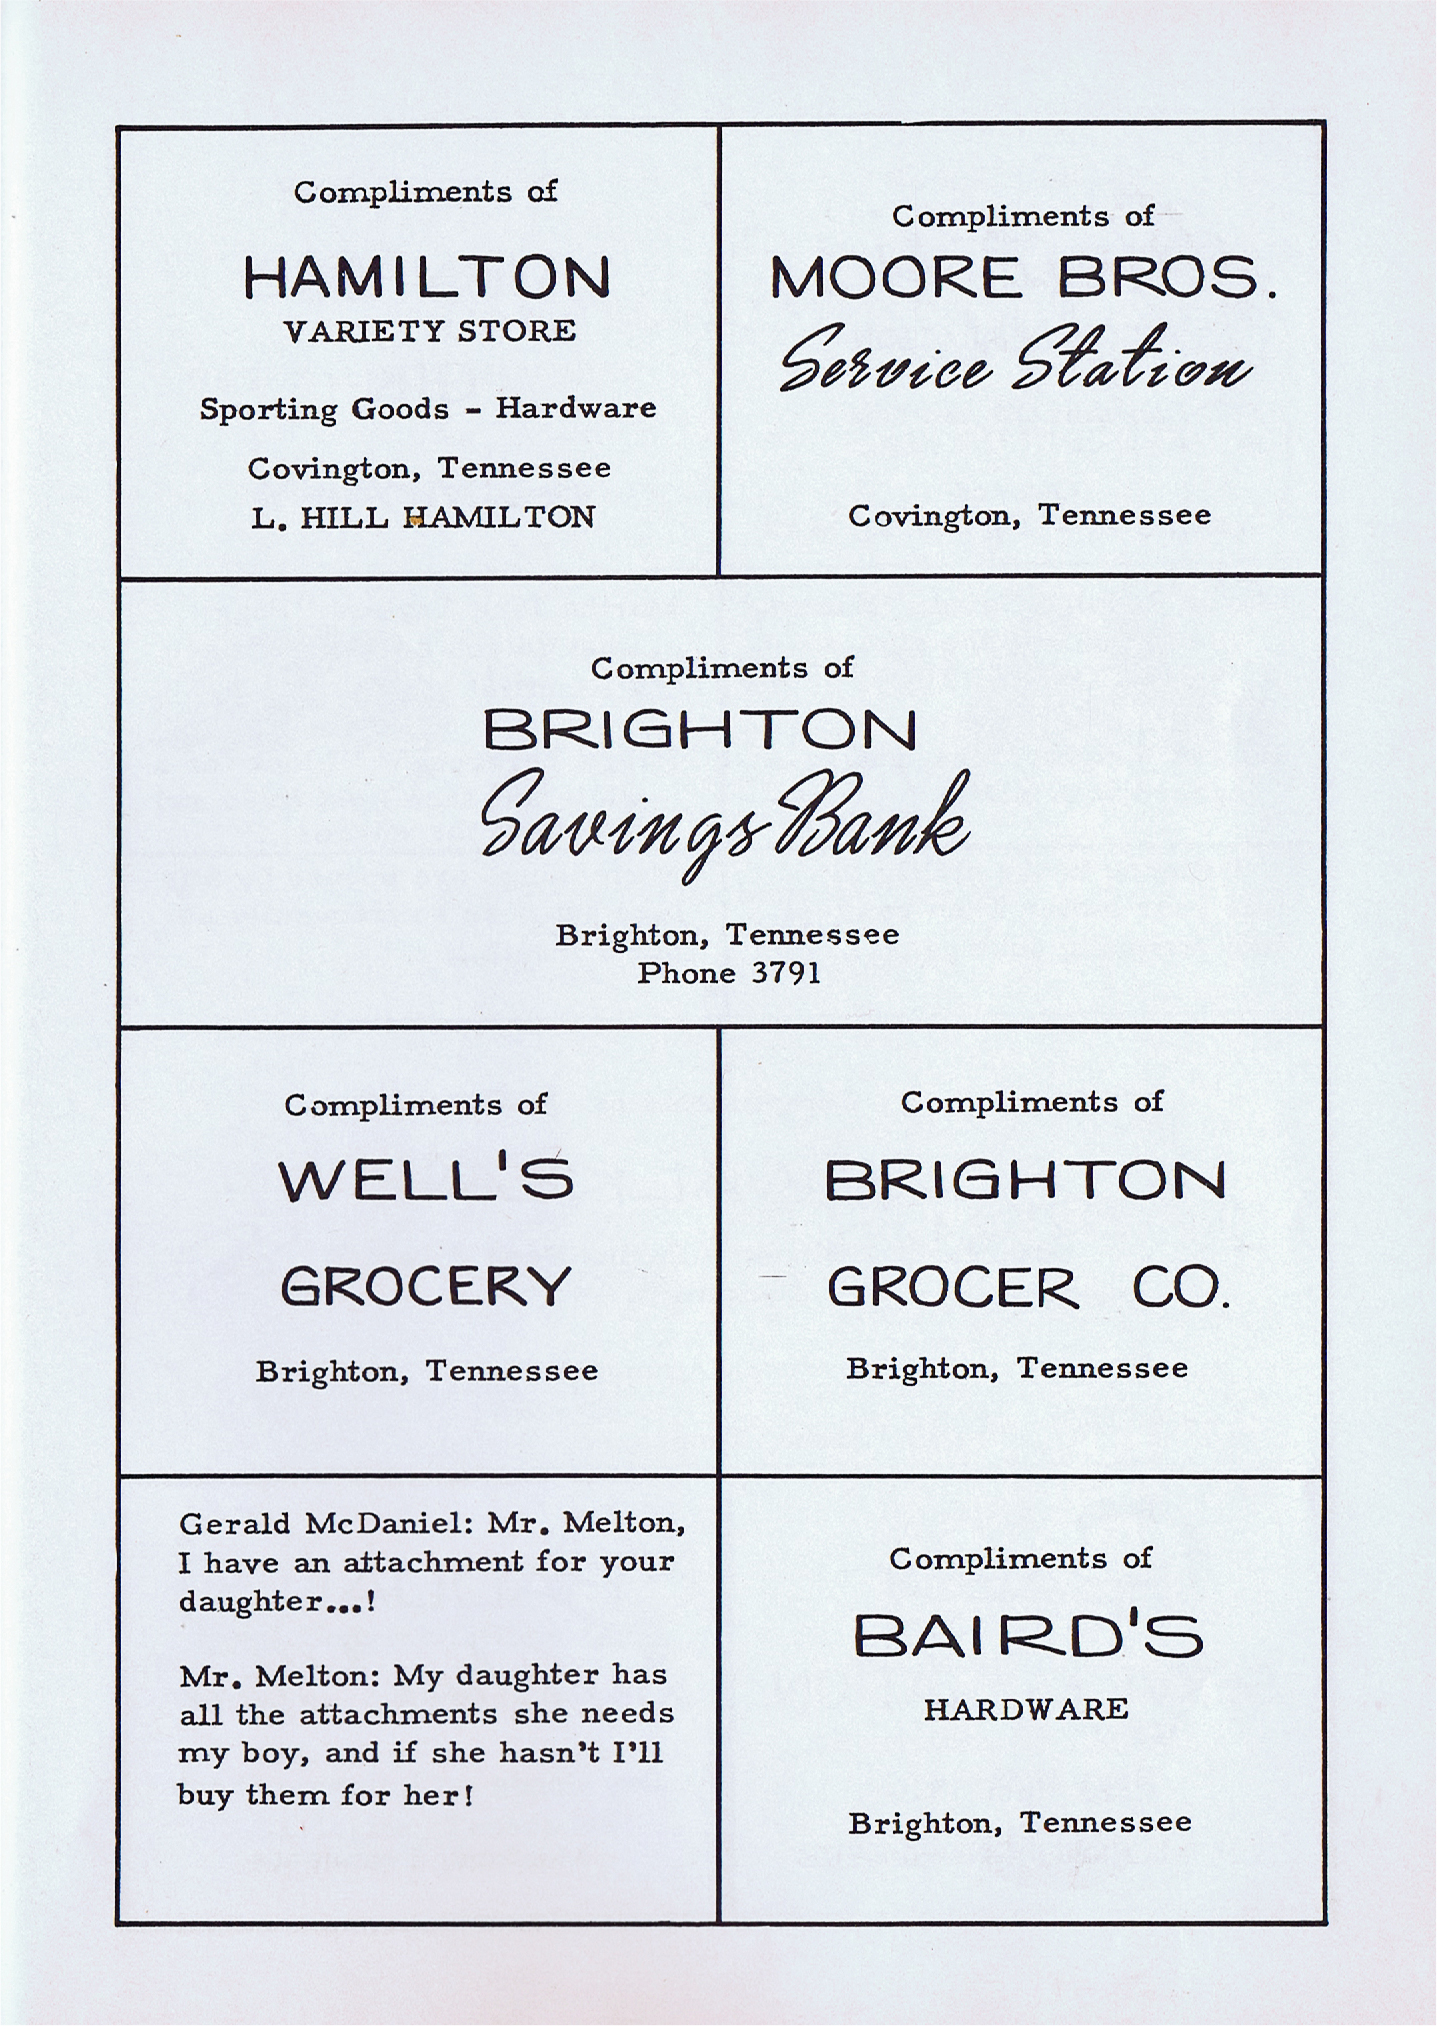 Compliments of
HAMILTON
VARIETY STORE
Sporting Goods - Hardware
Covington, Tennessee
L. HILL HAMILTON
Compliments of
MOORE BROS.
Service Station
Covington, Tennessee
Compliments of
BRIGHTON
Savings Bank
Brighton, Tennessee
Phone 3791
Compliments of
WELL'S
GROCERY
Brighton, Tennessee
Compliments of
BRIGHTON
GROCER CO.
Brighton, Tennessee
Gerald McDaniel: Mr. Melton,
I have an attachment for your
daughter...!
Mr. Melton: My daughter has
all the attachments she needs
my boy, and if she hasn't I'll
buy them for her!
Compliments of
BAIRD'S
HARDWARE
Brighton, Tennessee